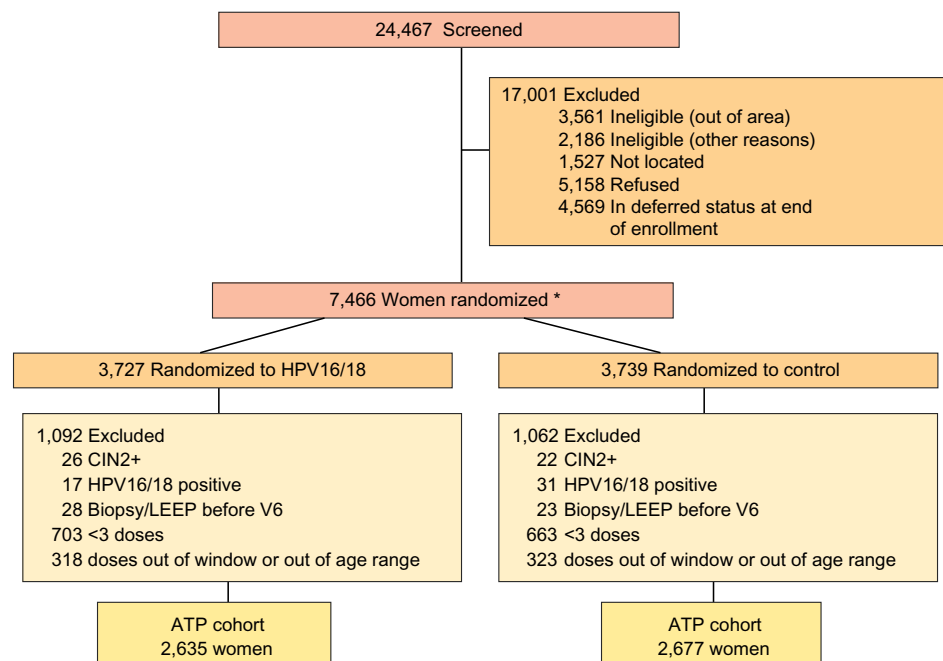 24,467 Screened
17,001 Excluded
3,561 Ineligible (out of area)
2,186 Ineligible (other reasons)
1,527 Not located
5,158 Refused
4,569 In deferred status at end
of enrollment
7,466 Women randomized *
3,727 Randomized to HPV16/18
1,092 Excluded
26 CIN2+
17 HPV16/18 positive
28 Biopsy/LEEP before V6
703 <3 doses
318 doses out of window or out of age range
ATP cohort
2,635 women
3,739 Randomized to control
1,062 Excluded
22 CIN2+
31 HPV16/18 positive
23 Biopsy/LEEP before V6
663 <3 doses
323 doses out of window or out of age range
ATP cohort
2,677 women